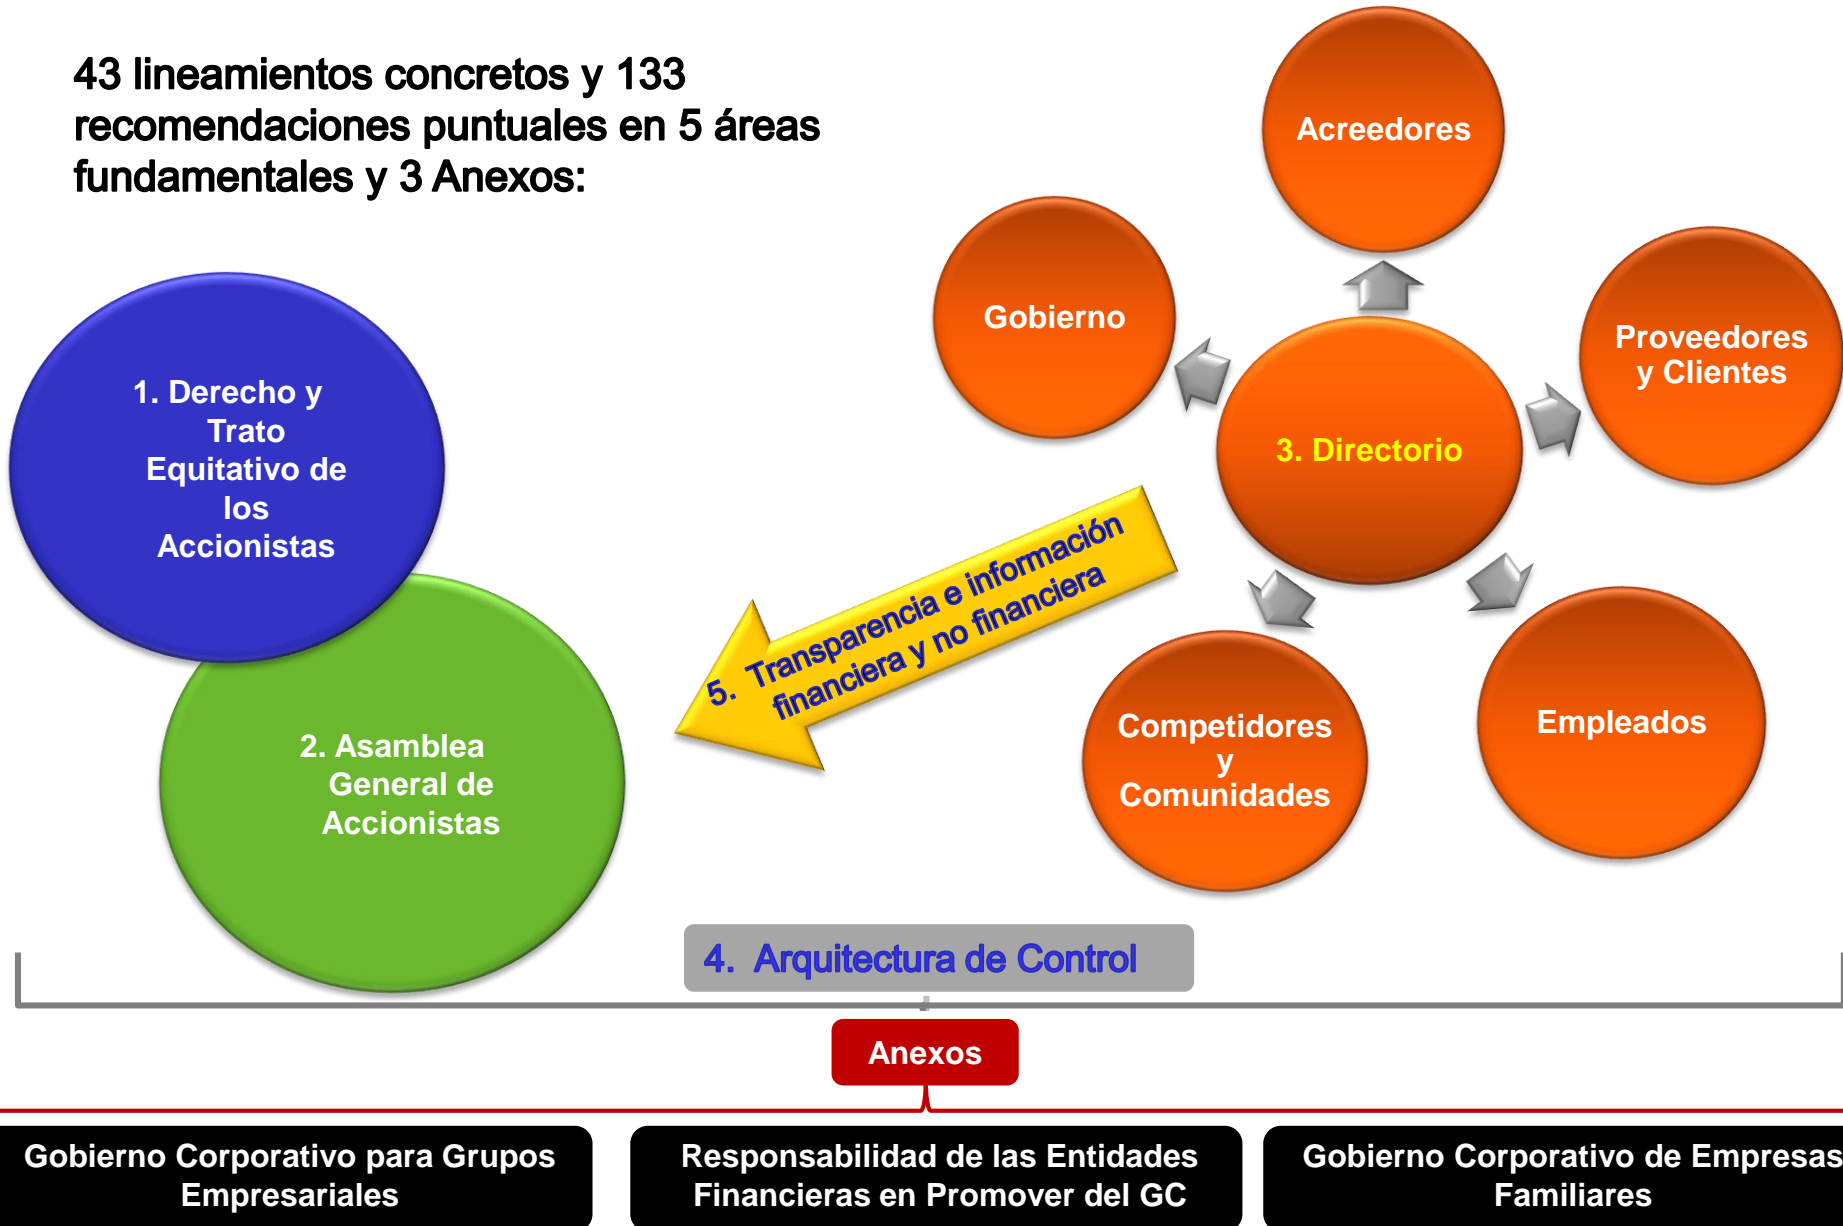 43 lineamientos concretos y 133
recomendaciones puntuales en 5 áreas
fundamentales y 3 Anexos:
Acreedores
Gobierno
Proveedores
y Clientes
3. Directorio
1. Derecho y
Trato
Equitativo de
los
Accionistas
5. Transparencia e información
financiera y no financiera
2. Asamblea
General de
Accionistas
Competidores
y
Comunidades
Empleados
4. Arquitectura de Control
Anexos
Gobierno Corporativo para Grupos
Empresariales
Responsabilidad de las Entidades
Financieras en Promover del GC
Gobierno Corporativo de Empresas
Familiares